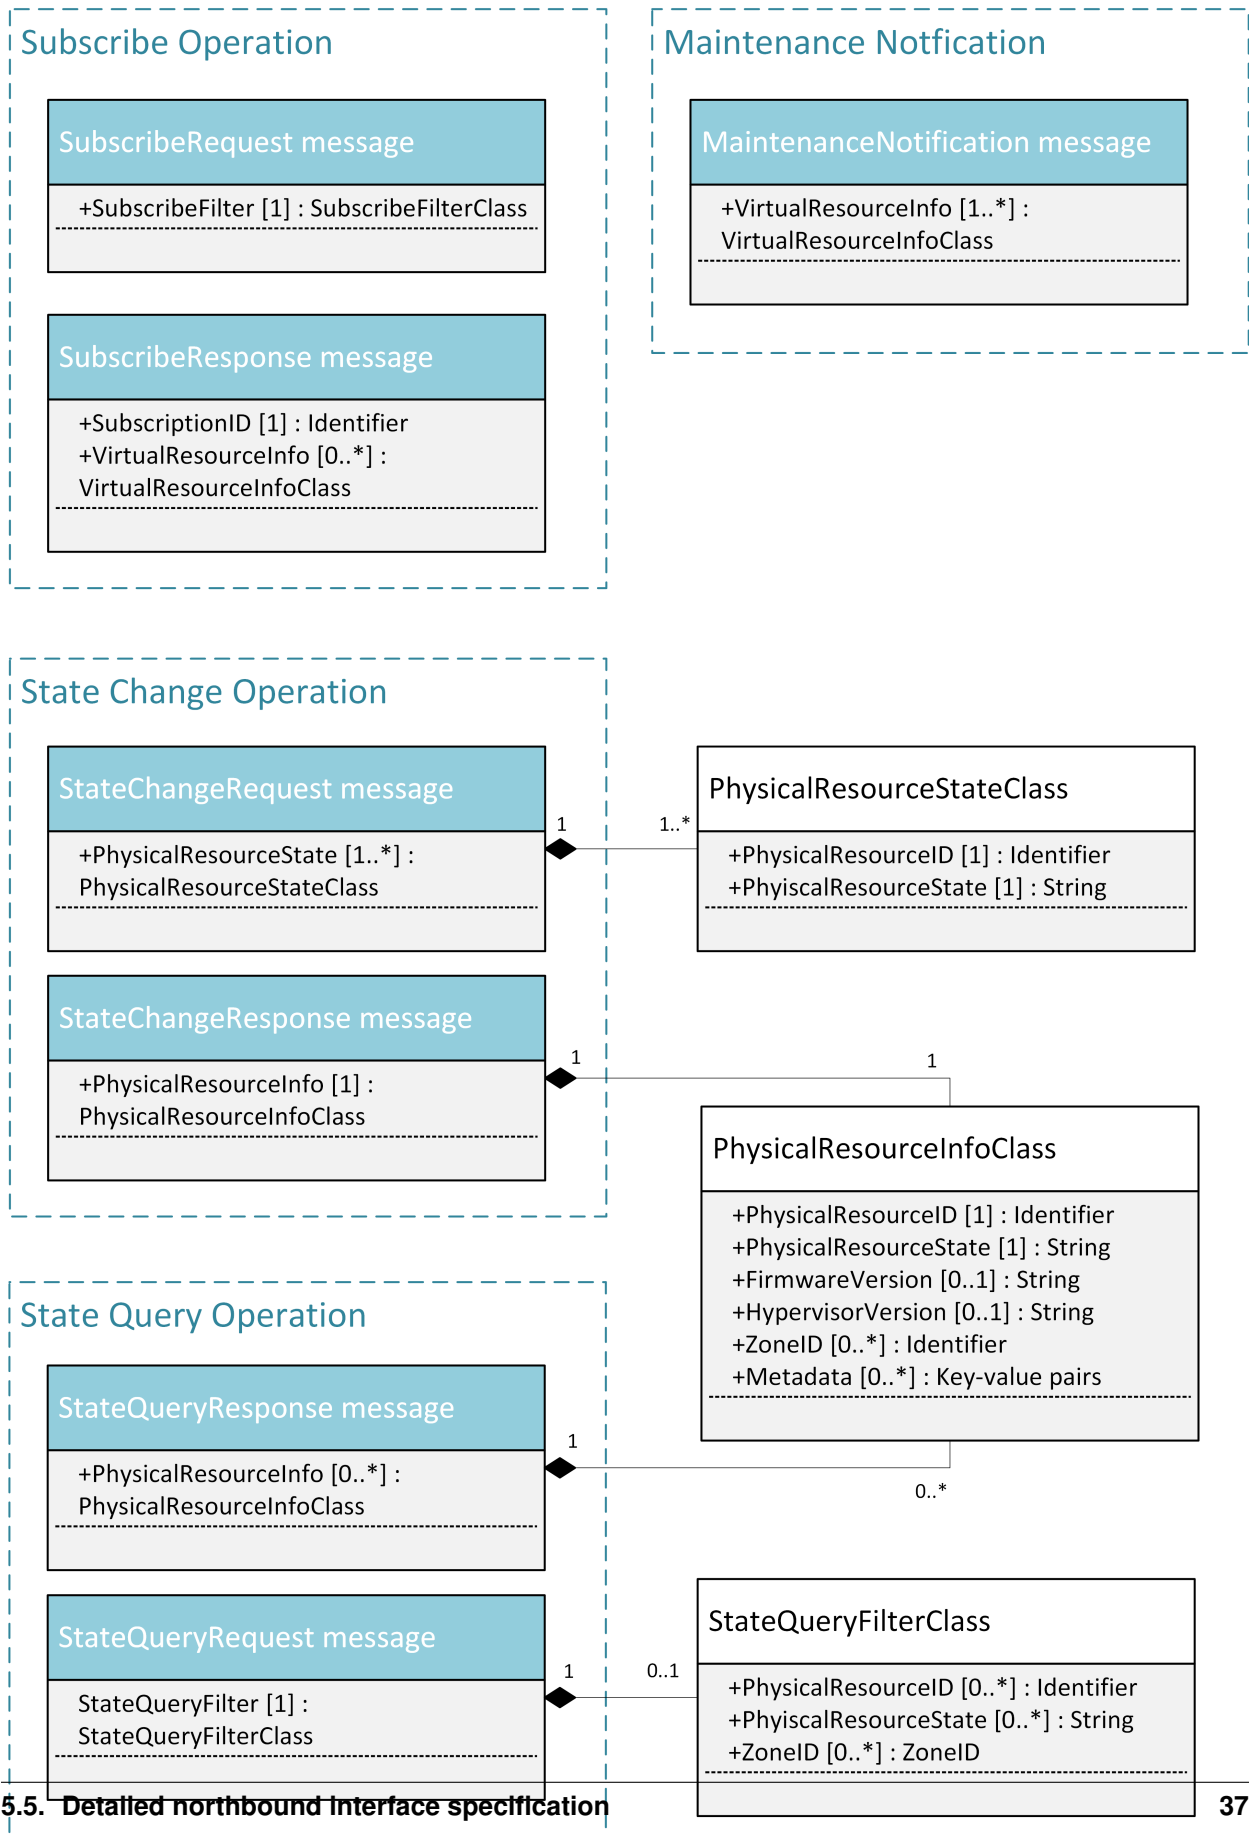 Subscribe Operation
SubscribeRequest message
+SubscribeFilter [1] : SubscribeFilterClass
SubscribeResponse message
+SubscriptionID [1] : Identifier
+VirtualResourceInfo [0..*] :
VirtualResourceInfoClass
Maintenance Notfication
MaintenanceNotification message
+VirtualResourceInfo [1..*] :
VirtualResourceInfoClass
State Change Operation
StateChangeRequest message
+PhysicalResourceState [1..*] :
PhysicalResourceStateClass
1
1..*
PhysicalResourceStateClass
+PhysicalResourceID [1] : Identifier
+PhyiscalResourceState [1] : String
StateChangeResponse message
+PhysicalResourceInfo [1] :
PhysicalResourceInfoClass
1
1
PhysicalResourceInfoClass
+PhysicalResourceID [1] : Identifier
+PhysicalResourceState [1] : String
+FirmwareVersion [0..1] : String
+HypervisorVersion [0..1] : String
+ZoneID [0..*] : Identifier
+Metadata [0..*] : Key-value pairs
State Query Operation
StateQueryResponse message
+PhysicalResourceInfo [0..*] :
PhysicalResourceInfoClass
1
0..*
StateQueryRequest message
StateQueryFilter [1] :
StateQueryFilterClass
1
0..1
StateQueryFilterClass
+PhysicalResourceID [0..*] : Identifier
+PhyiscalResourceState [0..*] : String
+ZoneID [0..*] : ZoneID
5.5. Detailed northbound interface specification
37